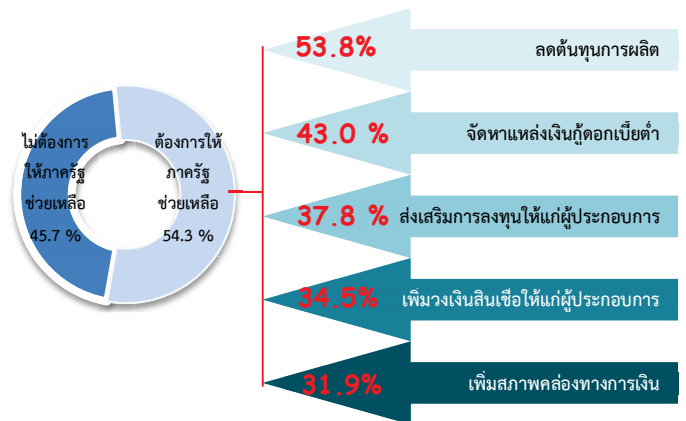 ไม่ต้องการ
ให้ภาครัฐ
ช่วยเหลือ
45.7 %
ต้องการให้
ภาครัฐ
ช่วยเหลือ
54.3 %
53.8% ลดต้นทุนการผลิต
43.0 % จัดหาแหล่งเงินกู้ดอกเบี้ยต่ำ
37.8 % ส่งเสริมการลงทุนให้แก่ผู้ประกอบการ
34.5% เพิ่มวงเงินสินเชื่อให้แก่ผู้ประกอบการ
31.9% เพิ่มสภาพคล่องทางการเงิน